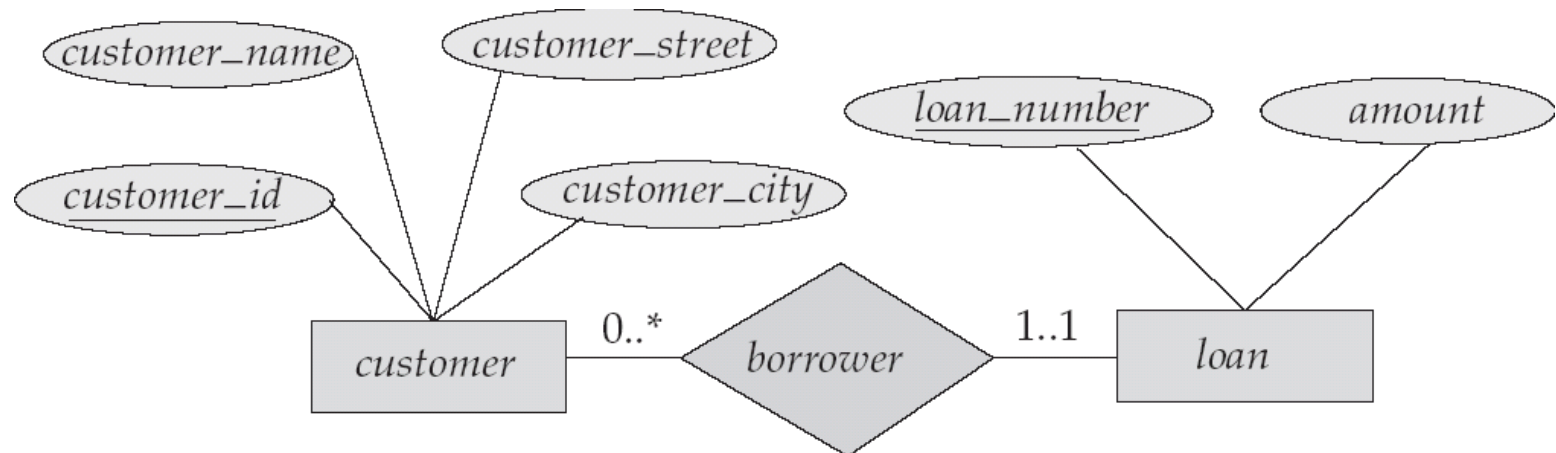 customer_name
customer_street
loan_number
amount
customer_id
customer_city
0..*
1..1
customer
borrower
loan